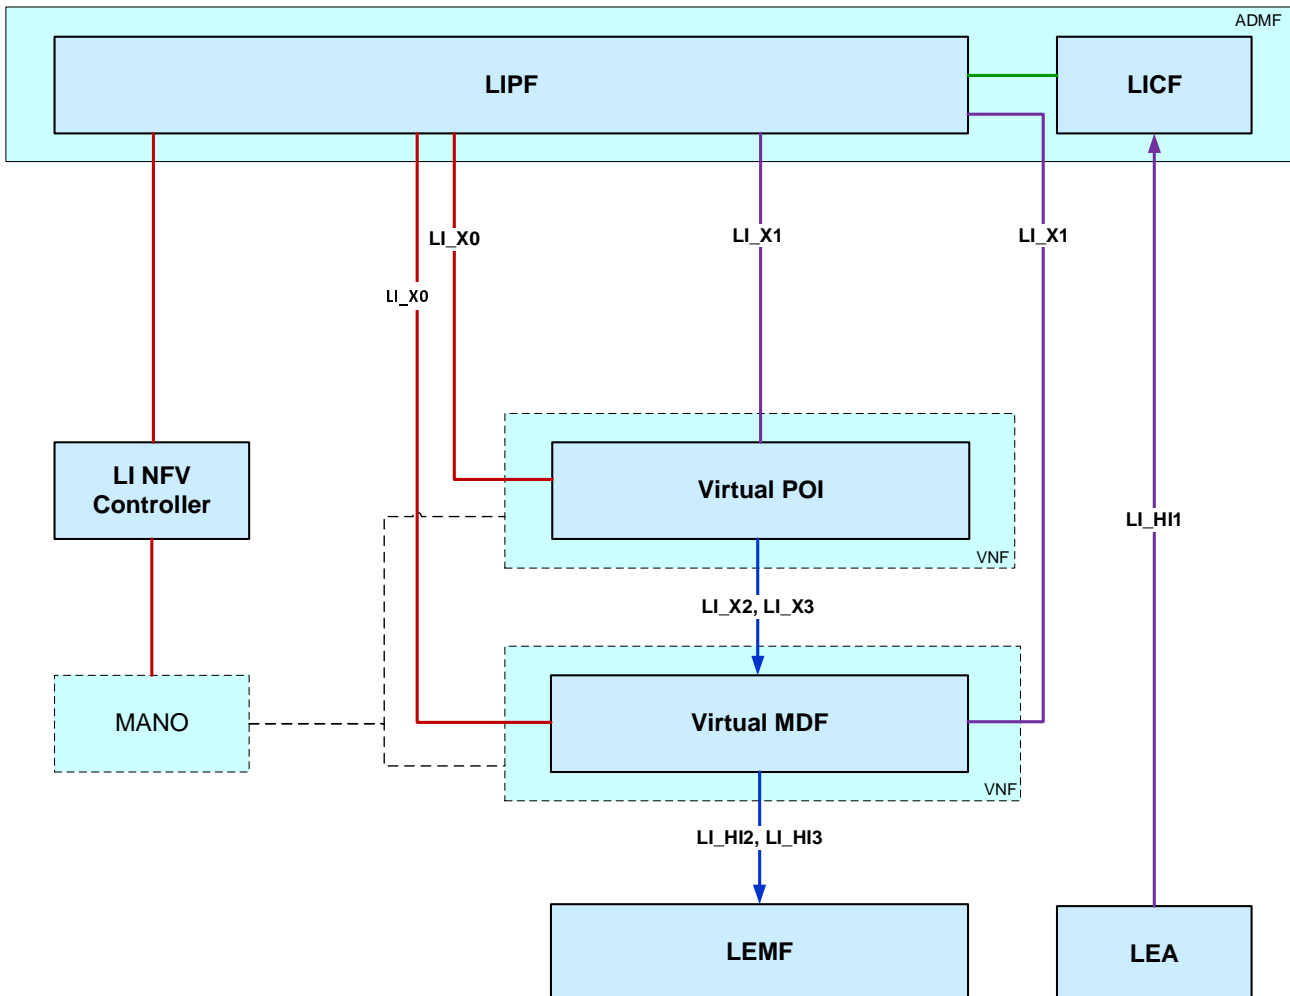 ADMF
LIPF
LICF
LI_X0
LI_X1
LI_X1
LI_X0
LI NFV
Controller
Virtual POI
VNF
LI_HI1
LI_X2, LI_X3
MANO
Virtual MDF
VNF
LI_HI2, LI_HI3
LEMF
LEA